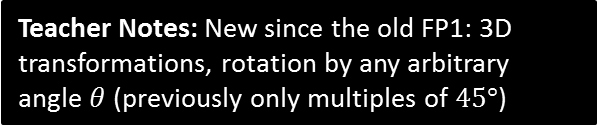 Teacher Notes: New since the old FP1: 3D
transformations, rotation by any arbitrary
angle 𝜃 (previously only multiples of 45°)